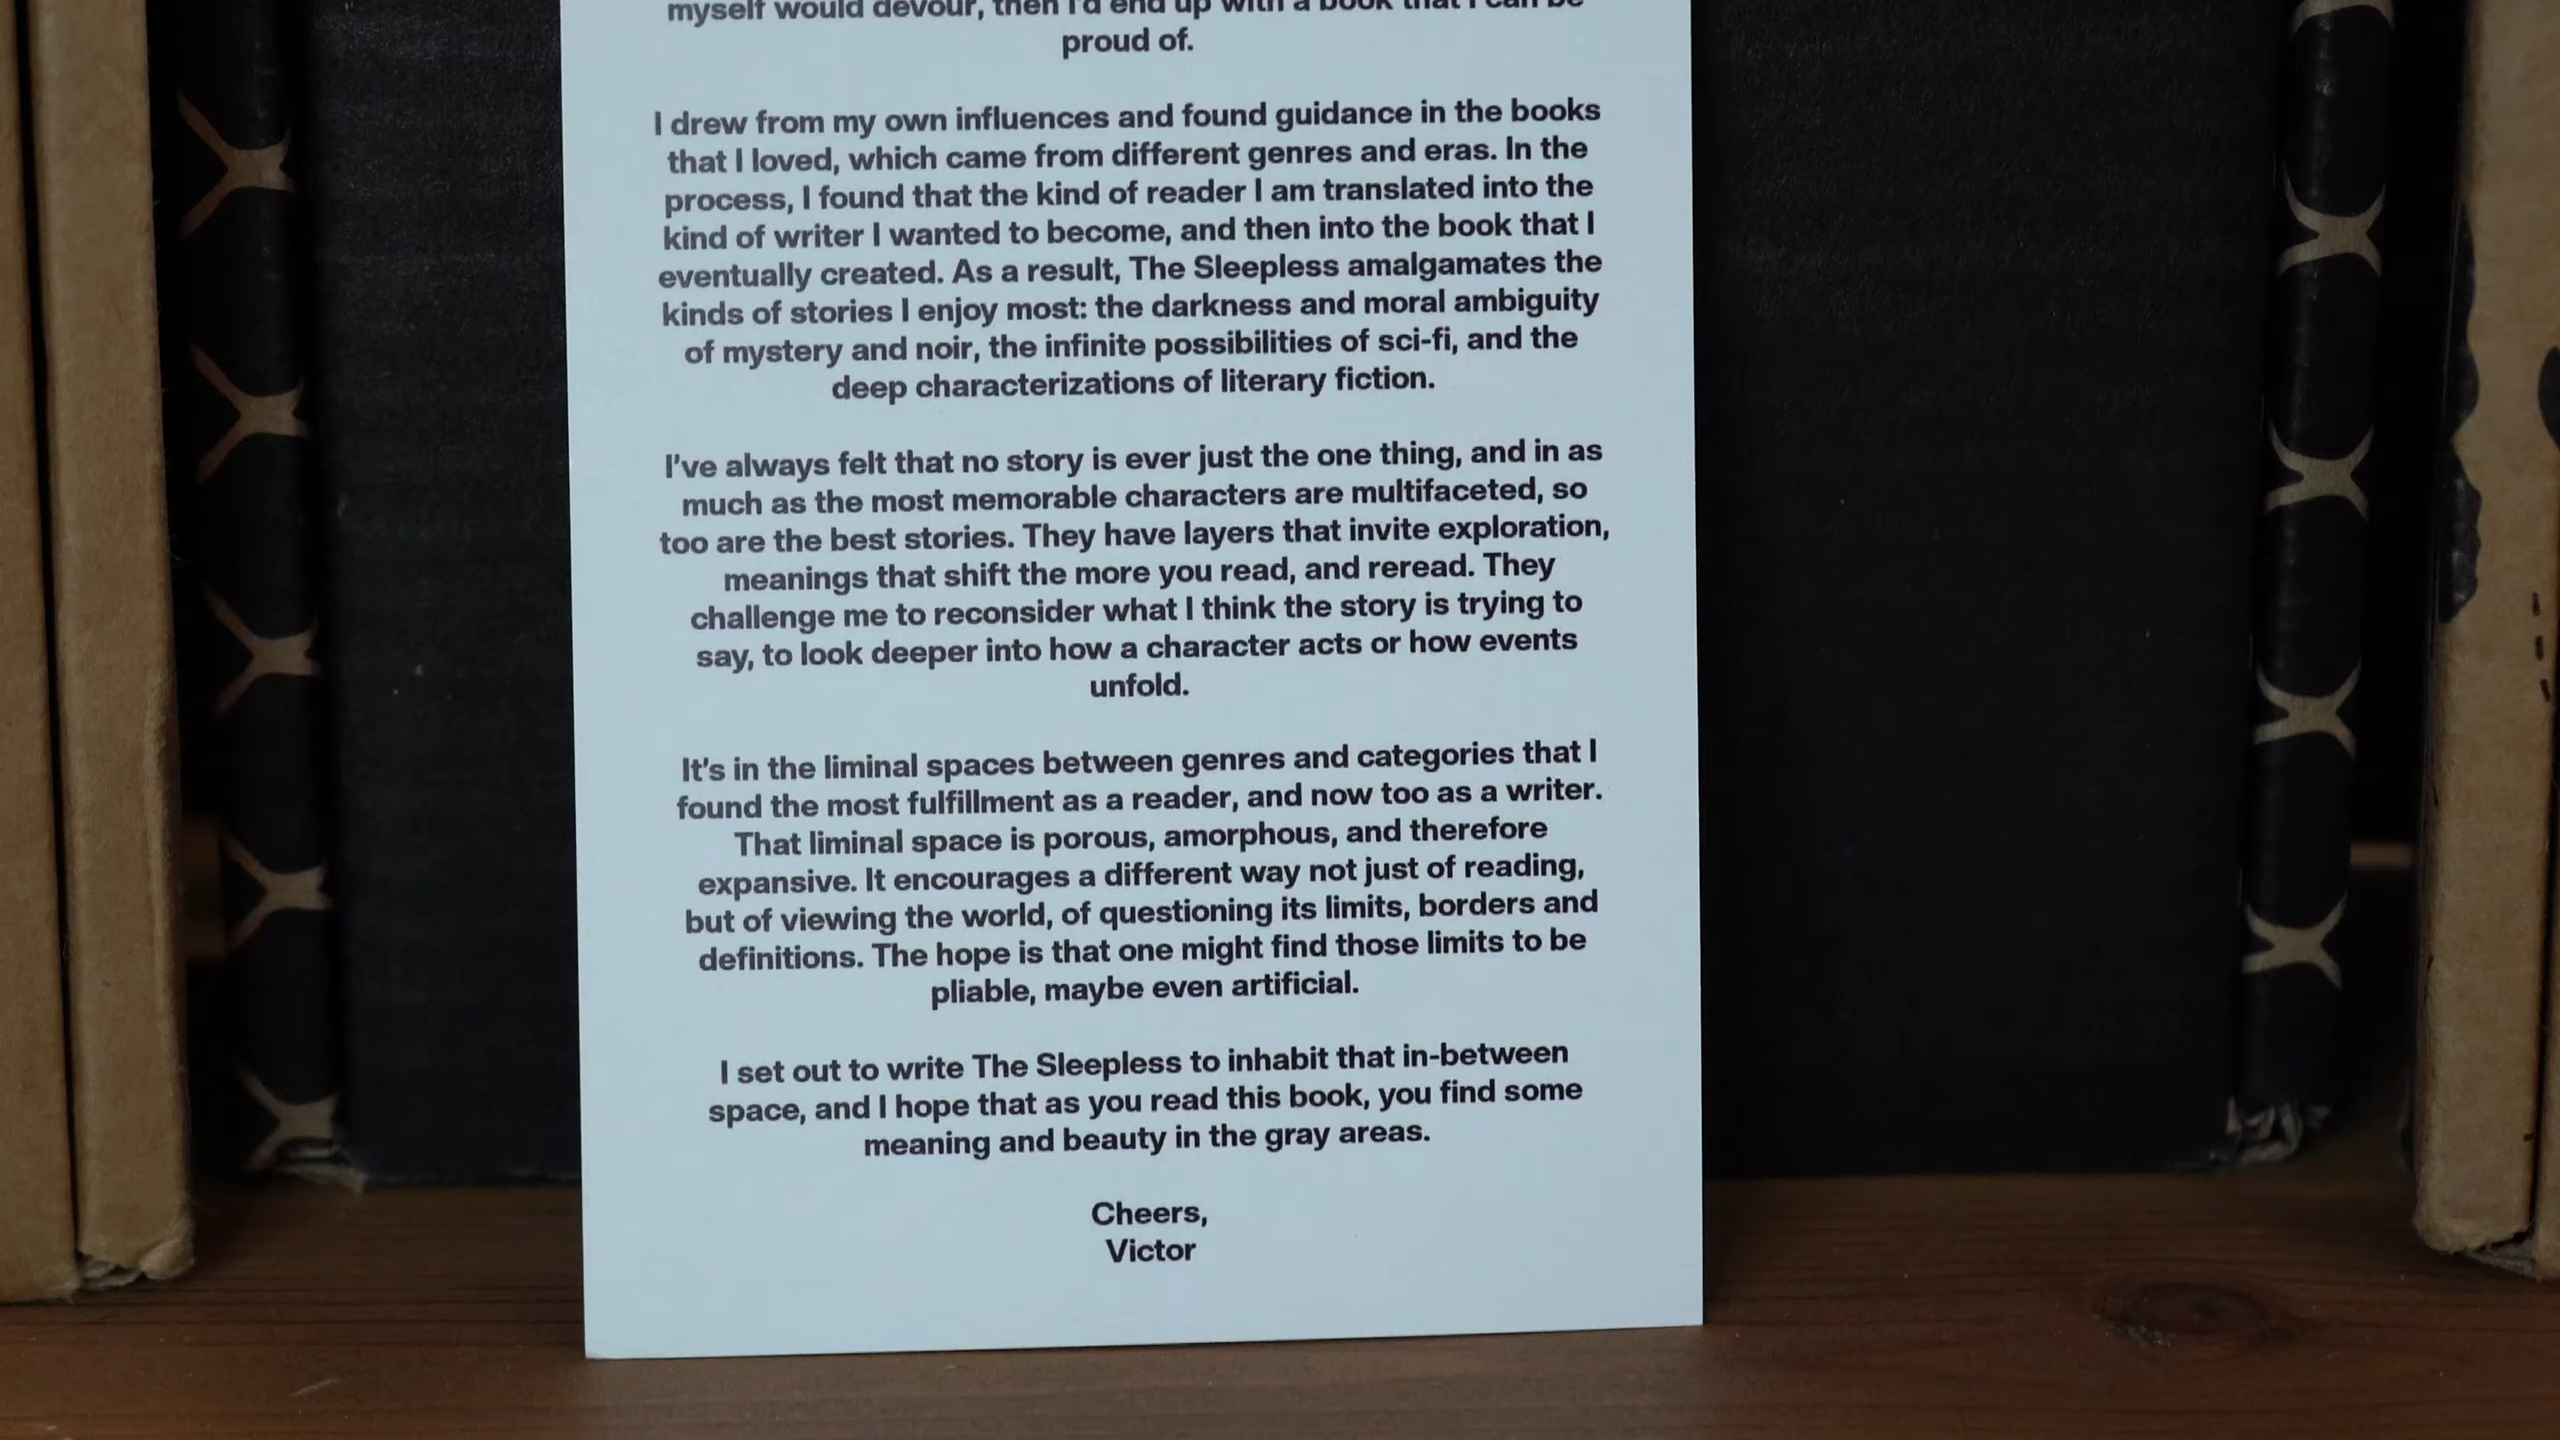 myself would devour, then I'd end up with a book that I can be
proud of.
I drew from my own influences and found guidance in the books
that I loved, which came from different genres and eras. In the
process, I found that the kind of reader I am translated into the
kind of writer I wanted to become, and then into the book that I
eventually created. As a result, The Sleepless amalgamates the
kinds of stories I enjoy most: the darkness and moral ambiguity
of mystery and noir, the infinite possibilities of sci-fi, and the
deep characterizations of literary fiction.
I've always felt that no story is ever just the one thing, and in as
much as the most memorable characters are multifaceted, so
too are the best stories. They have layers that invite exploration,
meanings that shift the more you read, and reread. They
challenge me to reconsider what I think the story is trying to
say, to look deeper into how a character acts or how events
unfold.
It's in the liminal spaces between genres and categories that I
found the most fulfillment as a reader, and now too as a writer.
That liminal space is porous, amorphous, and therefore
expansive. It encourages a different way not just of reading,
but of viewing the world, of questioning its limits, borders and
definitions. The hope is that one might find those limits to be
pliable, maybe even artificial.
I set out to write The Sleepless to inhabit that in-between
space, and I hope that as you read this book, you find some
meaning and beauty in the gray areas.
Cheers,
Victor